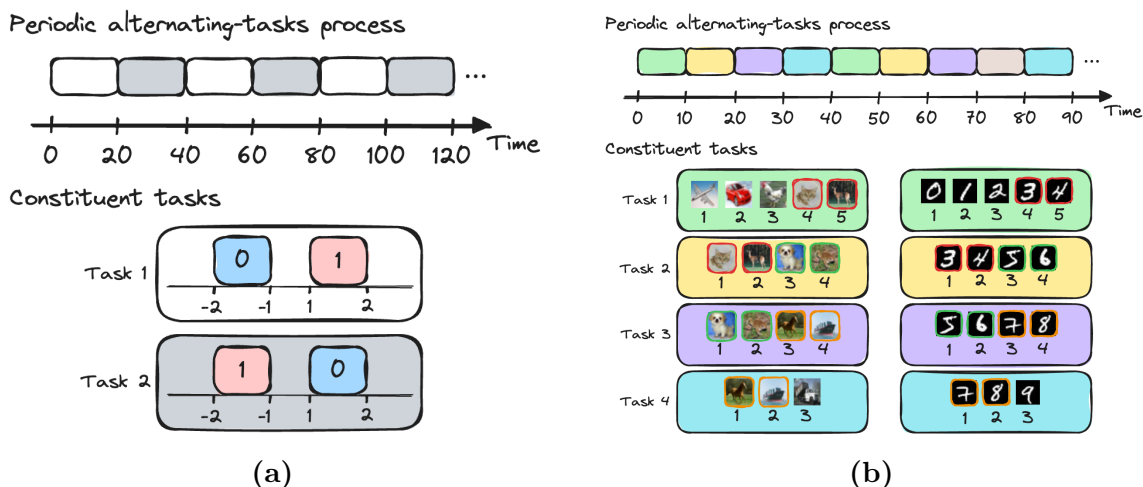 Periodic alternating-tasks process
...
0 20 40 60 80 100 120 Time
Constituent tasks
Task 1
0 1
-2 -1 1 2
Task 2
1 0
-2 -1 1 2
(a)
Periodic alternating-tasks process
...
0 10 20 30 40 50 60 70 80 90 Time
Constituent tasks
Task 1
0 1 2 3 4
1 2 3 4 5 1 2 3 4 5
Task 2
3 4 5 6
1 2 3 4 1 2 3 4
Task 3
5 6 7 8
1 2 3 4 1 2 3 4
Task 4
7 8 9
1 2 3 1 2 3
(b)